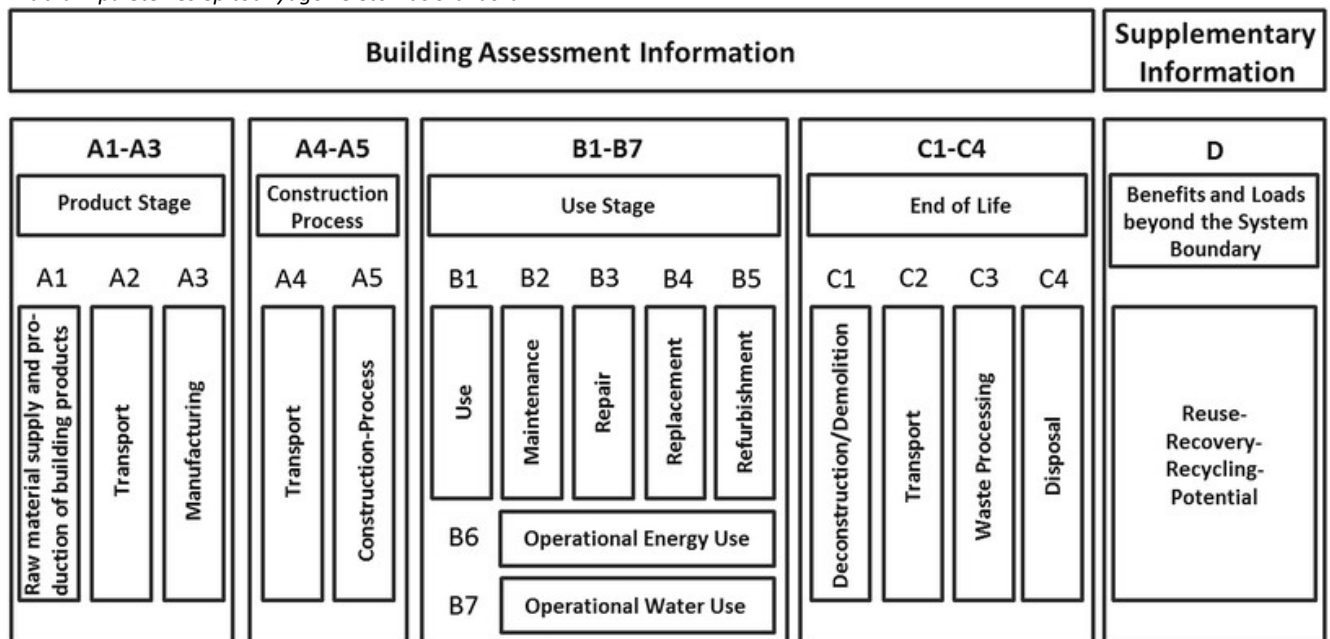 Building Assessment Information
Supplementary
Information
A1-A3
Product Stage
A1 A2 A3
Raw material supply and pro-
duction of building products
Transport
Manufacturing
A4-A5
Construction
Process
A4 A5
Transport
Construction-Process
B1-B7
Use Stage
B1 B2 B3 B4 B5
Use
Maintenance
Repair
Replacement
Refurbishment
B6 Operational Energy Use
B7 Operational Water Use
C1-C4
End of Life
C1 C2 C3 C4
Deconstruction/Demolition
Transport
Waste Processing
Disposal
D
Benefits and Loads
beyond the System
Boundary
Reuse-
Recovery-
Recycling-
Potential